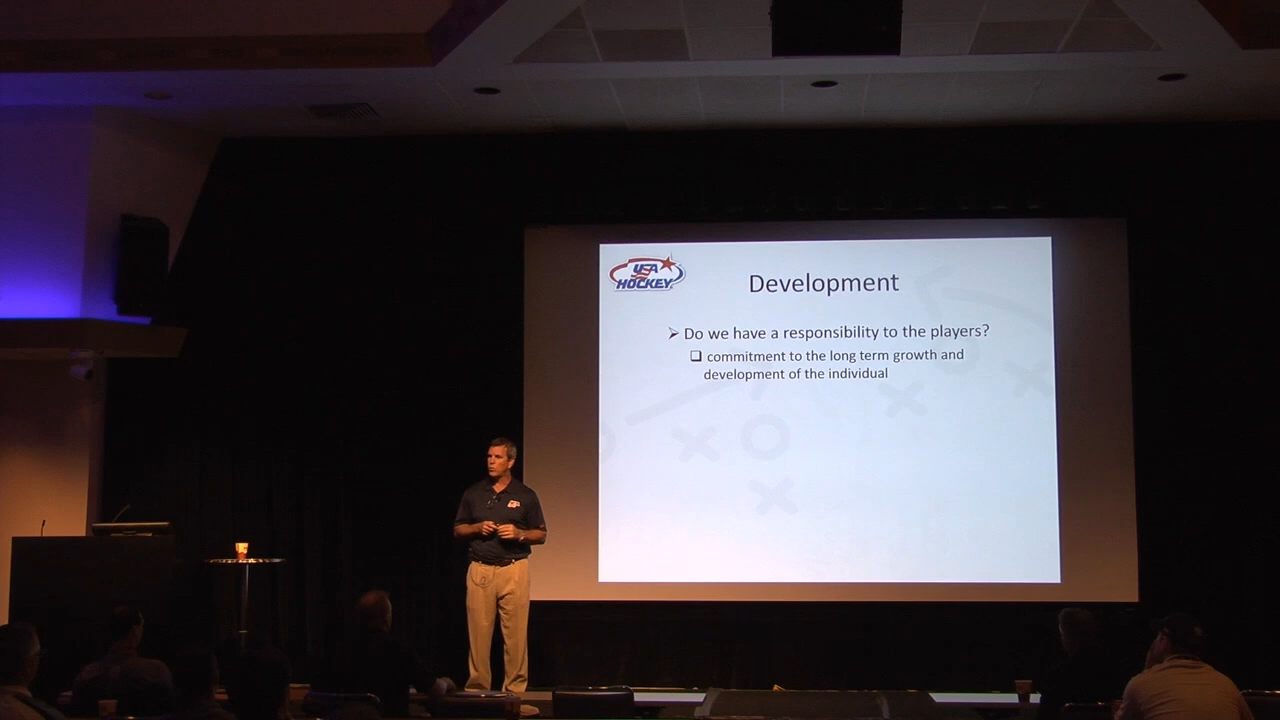 USA
HOCKEY
Development
➢ Do we have a responsibility to the players?
❑ commitment to the long term growth and
development of the individual